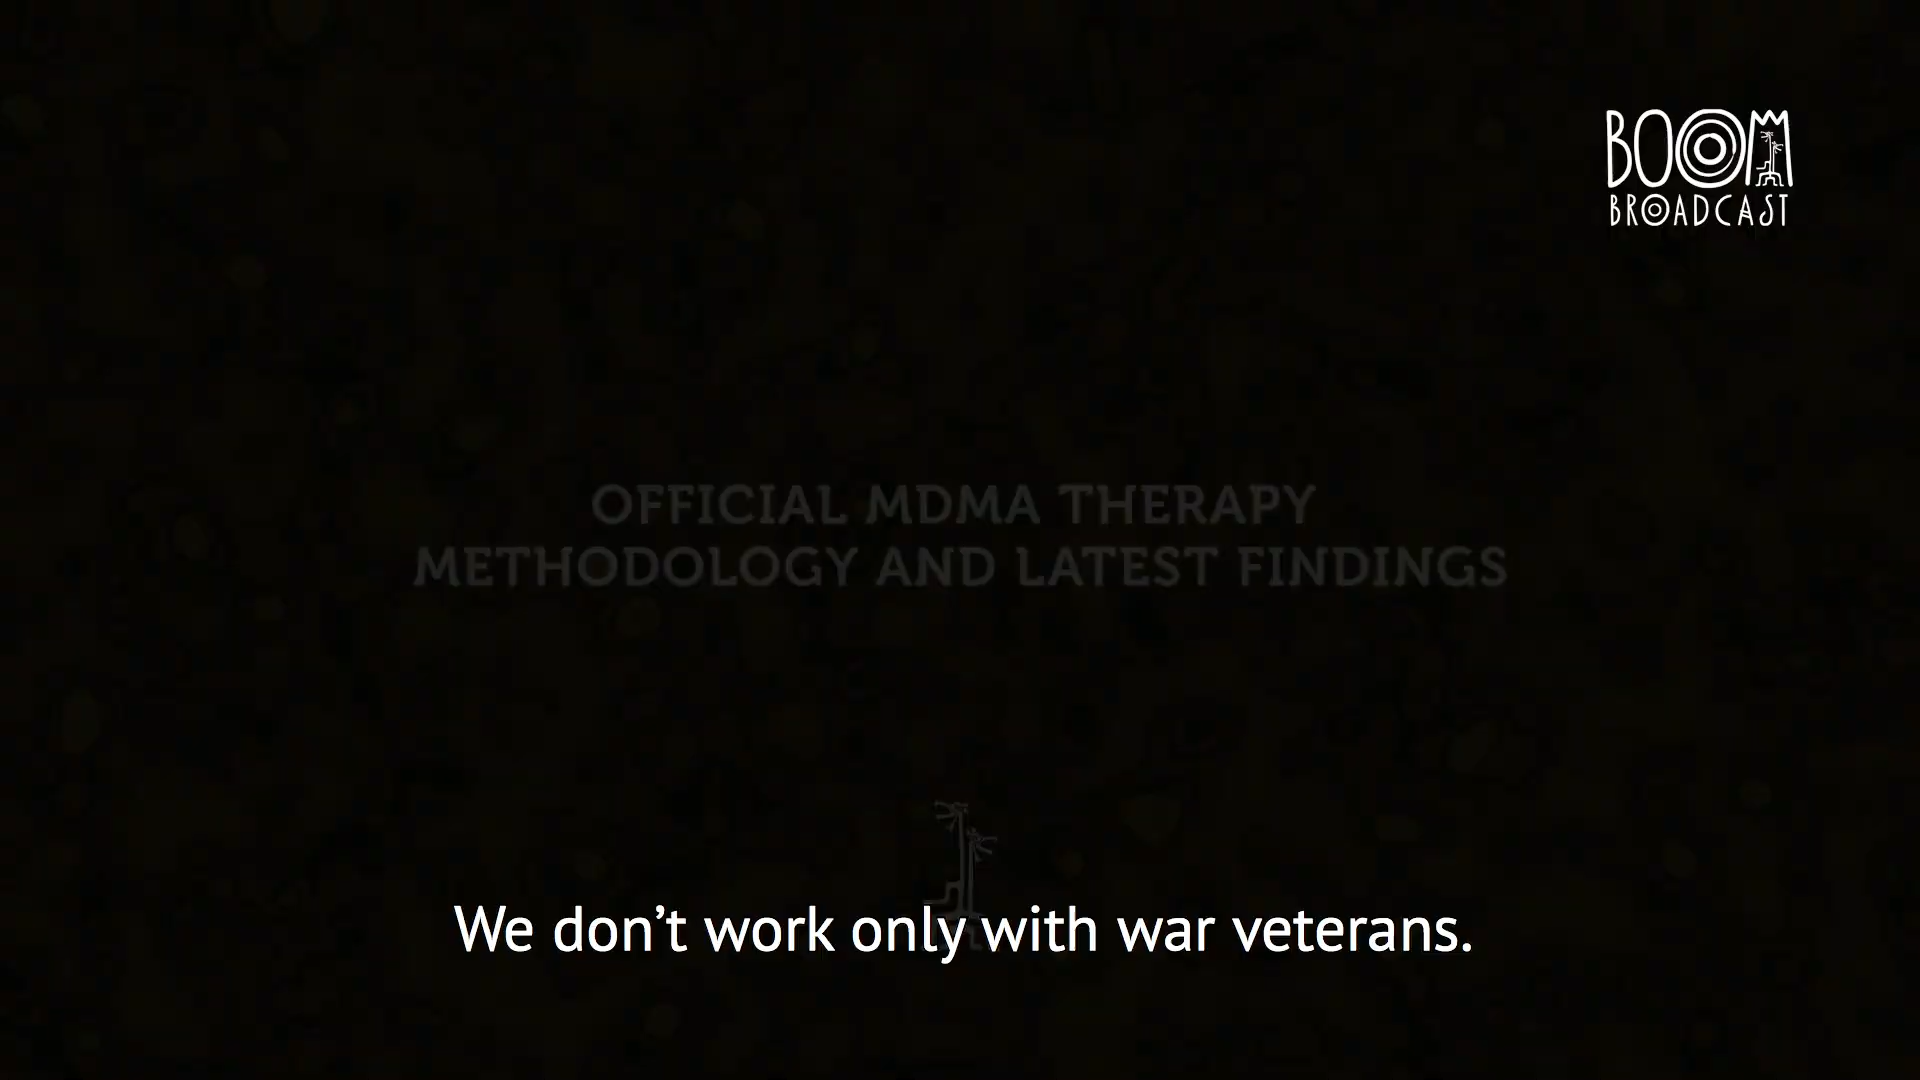 BOOM
BROADCAST
OFFICIAL MDMA THERAPY
METHODOLOGY AND LATEST FINDINGS
We don’t work only with war veterans.